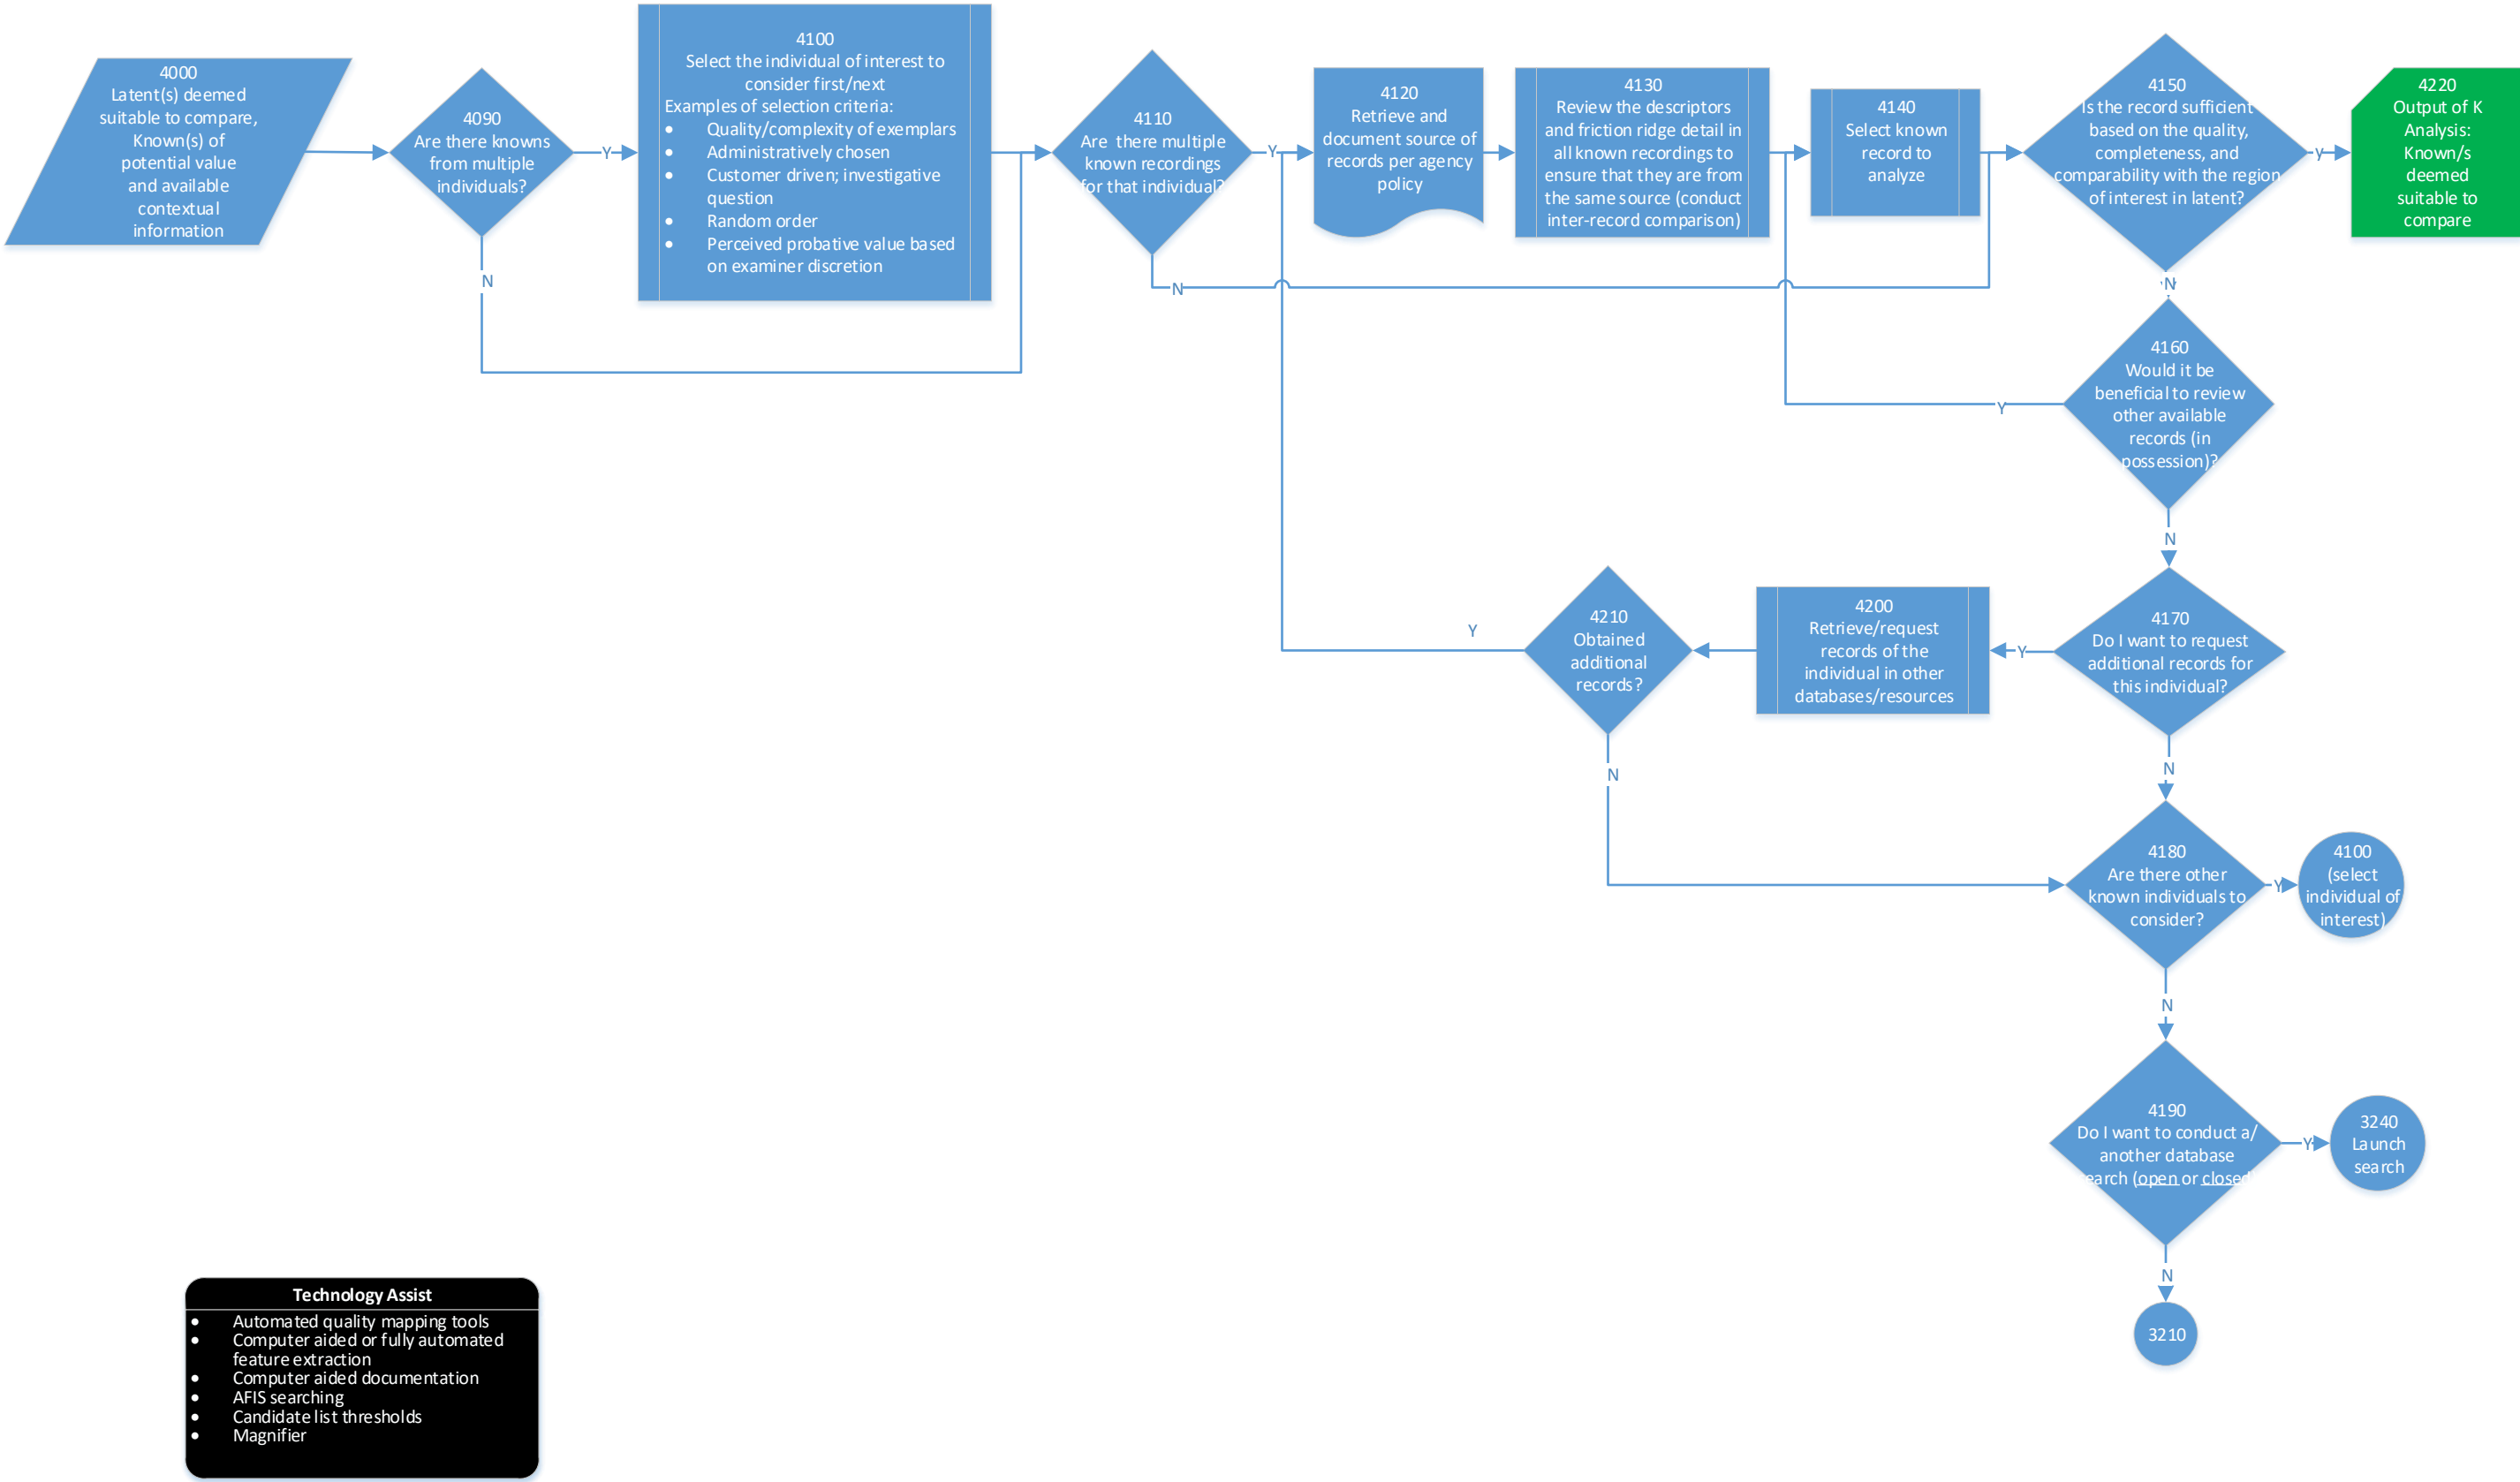 4000
Latent(s) deemed
suitable to compare,
Known(s) of
potential value
and available
contextual
information
4090
Are there knowns
from multiple
individuals?
Y
N
4100
Select the individual of interest to
consider first/next
Examples of selection criteria:
• Quality/complexity of exemplars
• Administratively chosen
• Customer driven; investigative
question
• Random order
• Perceived probative value based
on examiner discretion
4110
Are there multiple
known recordings
for that individual?
Y
N
4120
Retrieve and
document source of
records per agency
policy
4130
Review the descriptors
and friction ridge detail in
all known recordings to
ensure that they are from
the same source (conduct
inter-record comparison)
4140
Select known
record to
analyze
4150
Is the record sufficient
based on the quality,
completeness, and
comparability with the region
of interest in latent?
y
N
4220
Output of K
Analysis:
Known/s
deemed
suitable to
compare
4160
Would it be
beneficial to review
other available
records (in
possession)?
Y
N
4170
Do I want to request
additional records for
this individual?
Y
N
4200
Retrieve/request
records of the
individual in other
databases/resources
4210
Obtained
additional
records?
Y
N
4180
Are there other
known individuals to
consider?
Y
N
4100
(select
individual of
interest)
4190
Do I want to conduct a/
another database
earch (open or closed
Y
N
3240
Launch
search
3210
Technology Assist
• Automated quality mapping tools
• Computer aided or fully automated
feature extraction
• Computer aided documentation
• AFIS searching
• Candidate list thresholds
• Magnifier